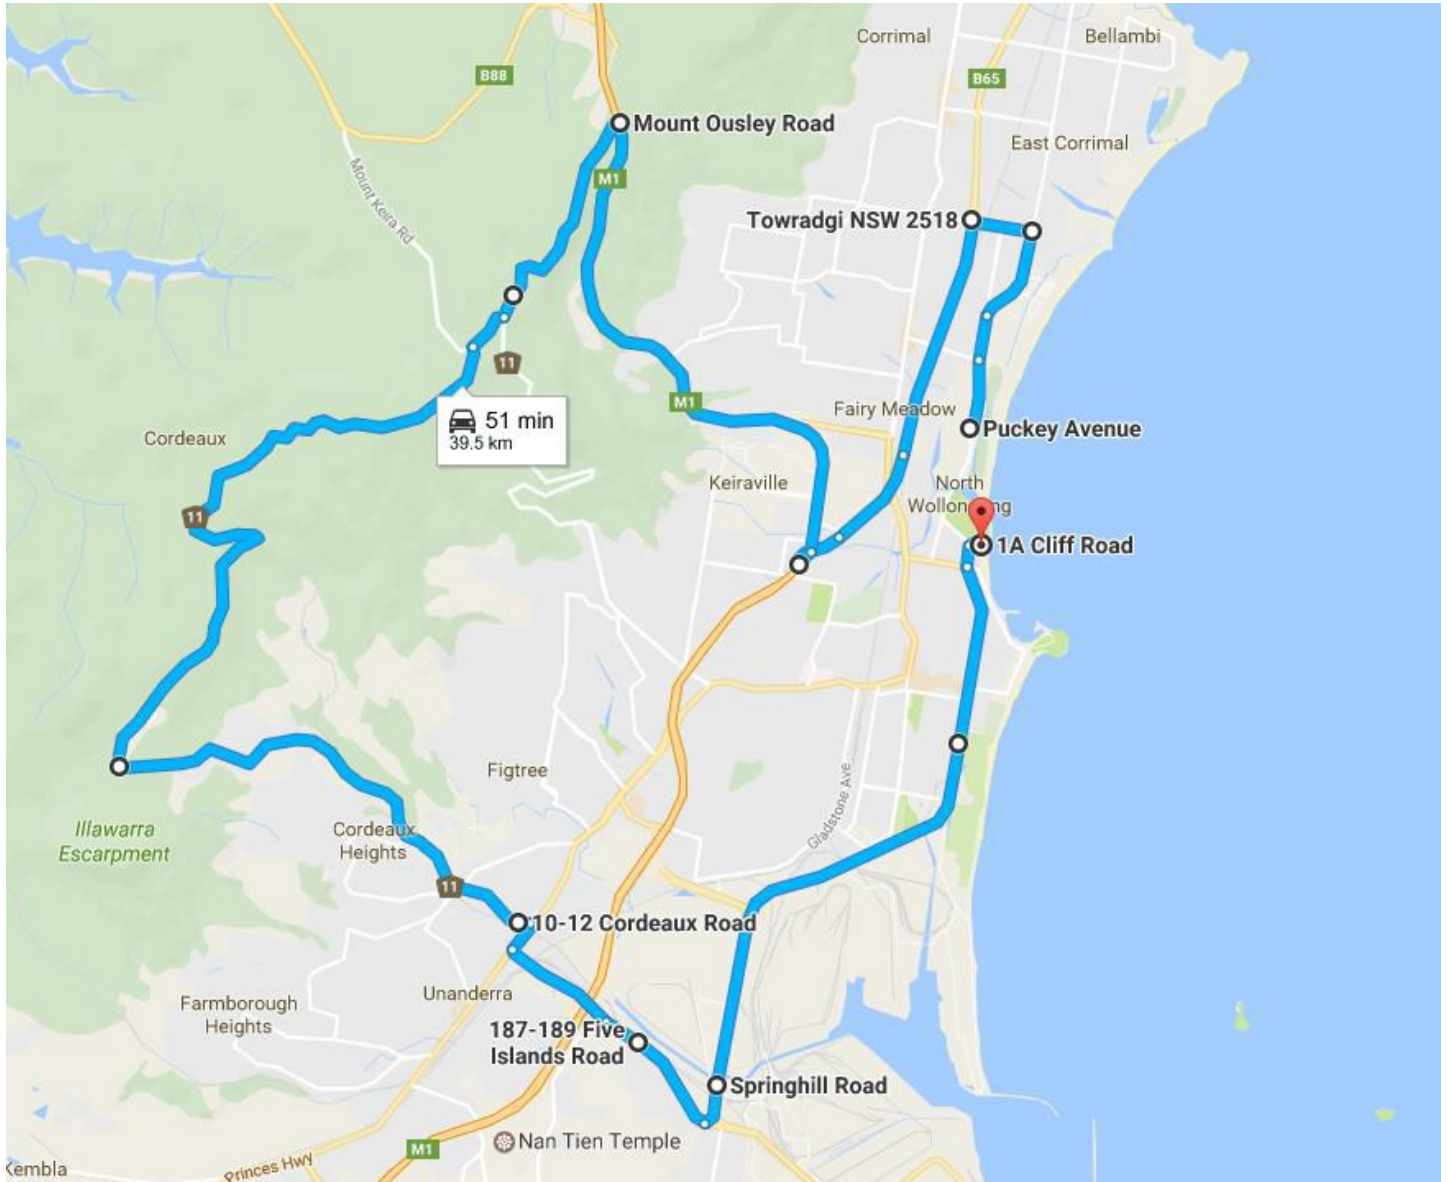 Corrimal
Bellambi
B88
B65
Mount Ousley Road
East Corrimal
M1
Mount Keira Rd
Towradgi NSW 2518
11
M1
51 min
39.5 km
Fairy Meadow
Puckey Avenue
Cordeaux
Keiraville
North
Wollongong
11
1A Cliff Road
Figtree
Gladstone Ave
Illawarra
Escarpment
Cordeaux
Heights
11
10-12 Cordeaux Road
Unanderra
Farmborough
Heights
187-189 Five
Islands Road
Springhill Road
Nan Tien Temple
M1
Princes Hwy
Kembla